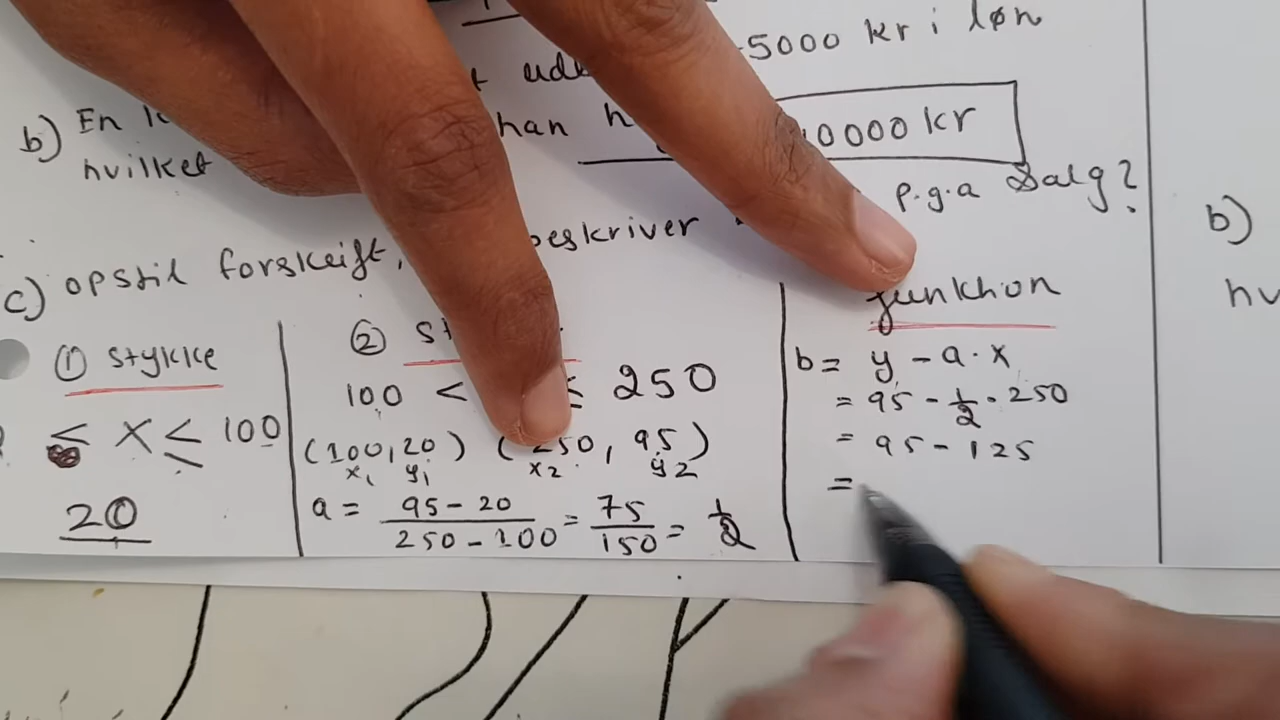 5000 kr i løn
b) En
han h
0000 kr
hvilket
p.g.a Salg?
c) opstil forskrift, beskriver
b)
① stykke
≤ x ≤ 100
20
②
100 < ≤ 250
(100,20) (250, 95)
x₁ y₁ x₂ y₂
a = 95 - 20 / 250 - 100 = 75 / 150 = 1/2
funktion
b = y - a · x
= 95 - 1/2 · 250
= 95 - 125
=